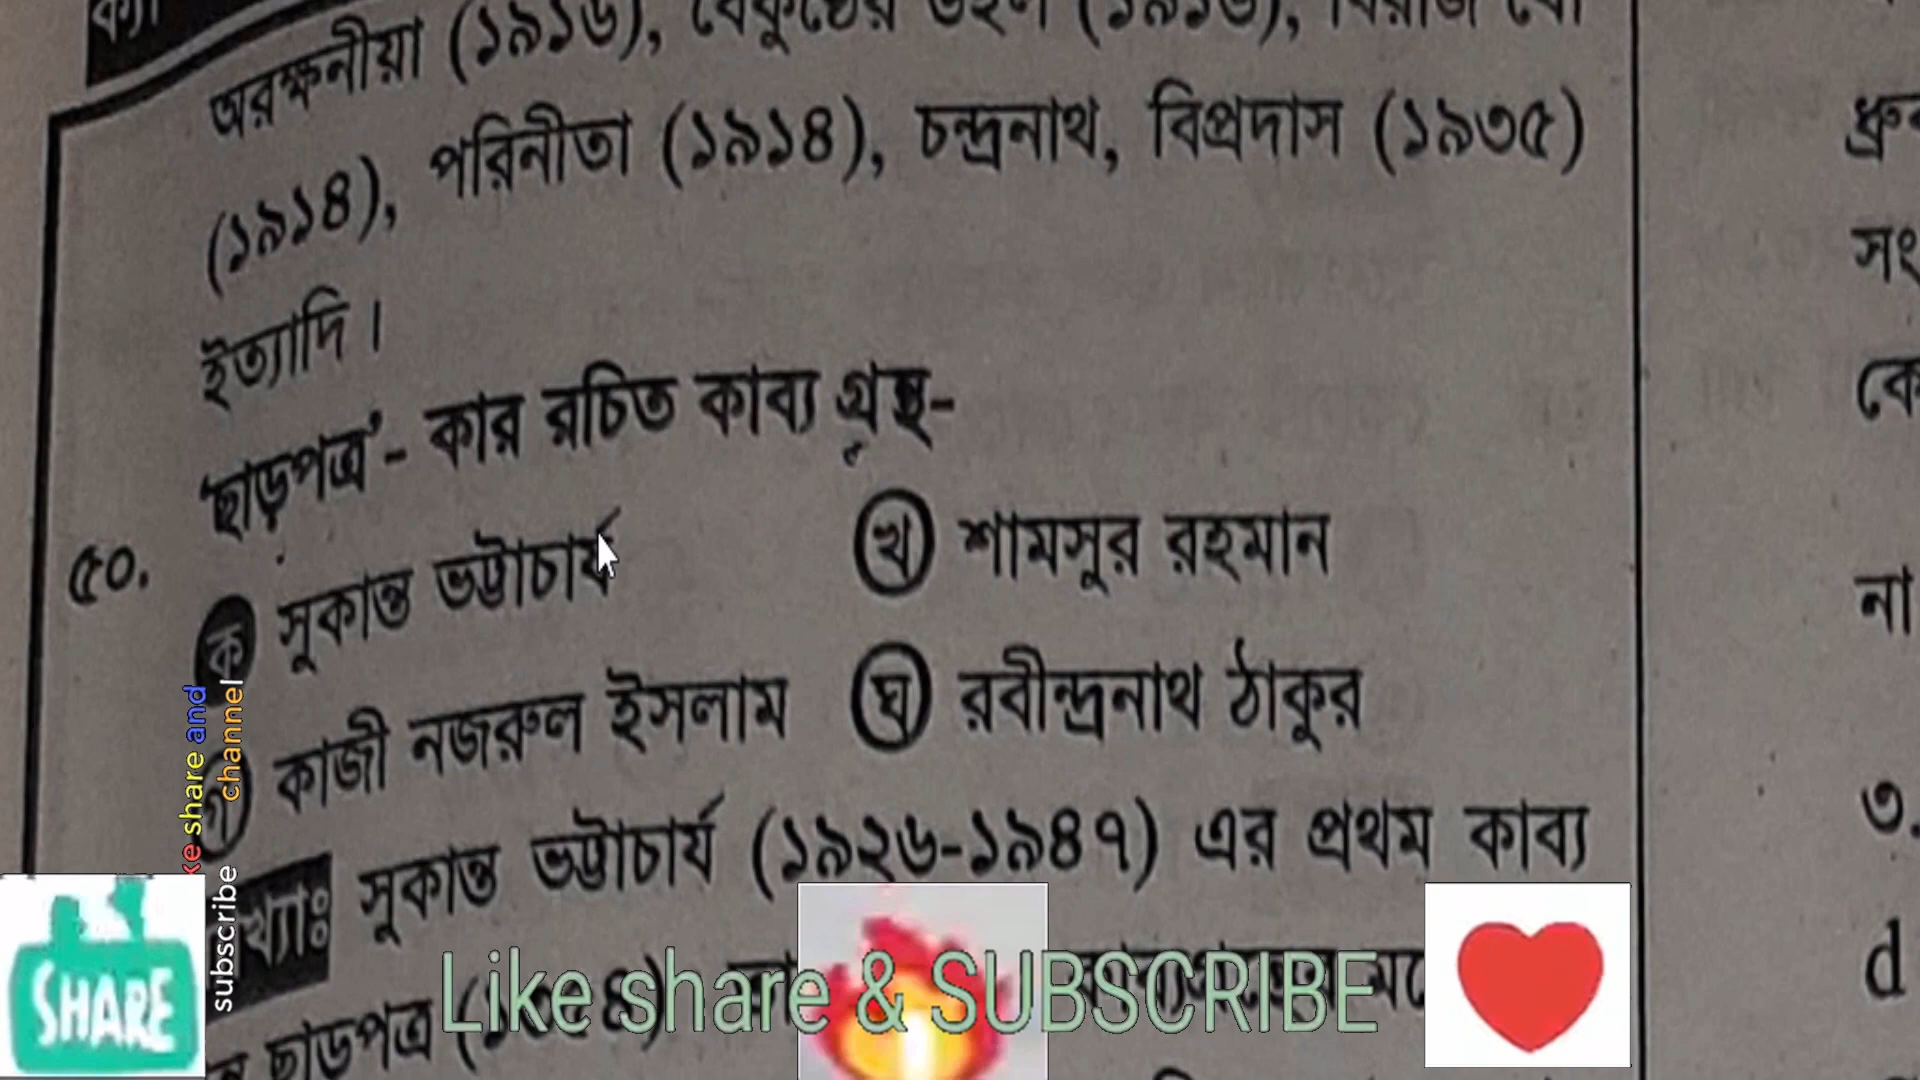 অরক্ষনীয়া (১৯১৬), বৈকুণ্ঠের উইল (১৯১৬), বিরাজ বৌ
(১৯১৪), পরিনীতা (১৯১৪), চন্দ্রনাথ, বিপ্রদাস (১৯৩৫)
ইত্যাদি।
৫০. 'ছাড়পত্র'- কার রচিত কাব্য গ্রন্থ-
ক সুকান্ত ভট্টাচার্য খ শামসুর রহমান
গ কাজী নজরুল ইসলাম ঘ রবীন্দ্রনাথ ঠাকুর
খ্যাঃ সুকান্ত ভট্টাচার্য (১৯২৬-১৯৪৭) এর প্রথম কাব্য
ছাড়পত্র
সং
কে
না
৩.
d
share and
subscribe channel
SHARE
Like share & SUBSCRIBE